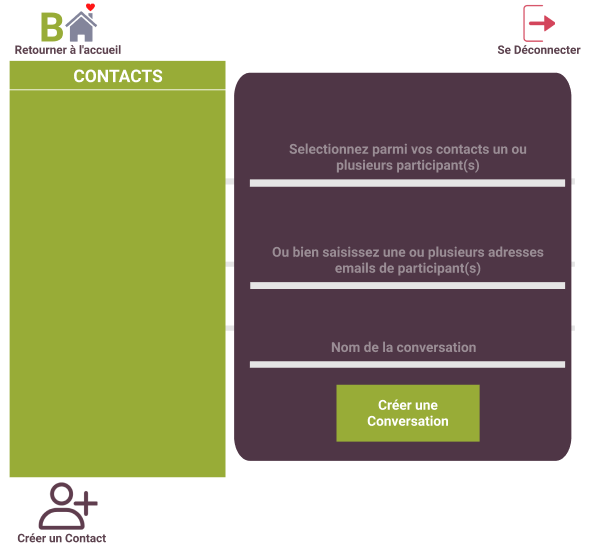 B
Retourner à l'accueil
Se Déconnecter
CONTACTS
Selectionnez parmi vos contacts un ou
plusieurs participant(s)
Ou bien saisissez une ou plusieurs adresses
emails de participant(s)
Nom de la conversation
Créer une
Conversation
Créer un Contact